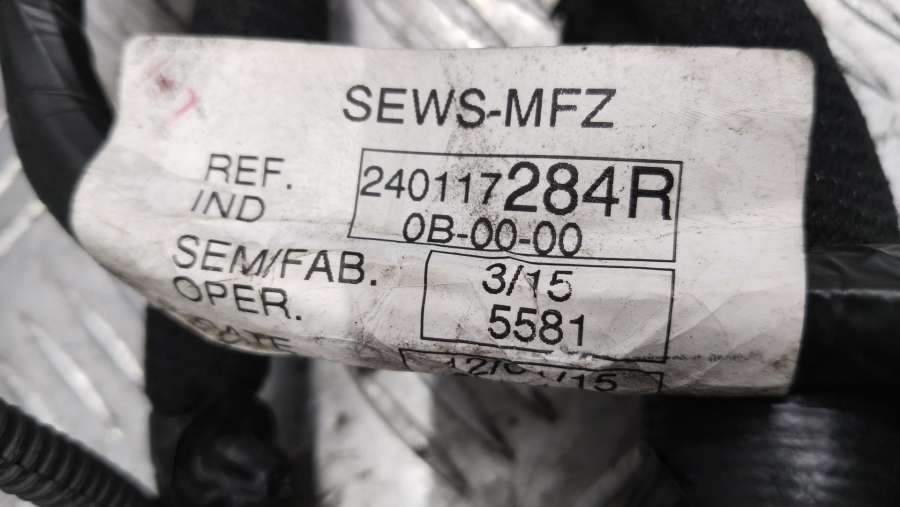 SEWS-MFZ
REF. 240117284R
IND 0B-00-00
SEM/FAB. 3/15
OPER. 5581